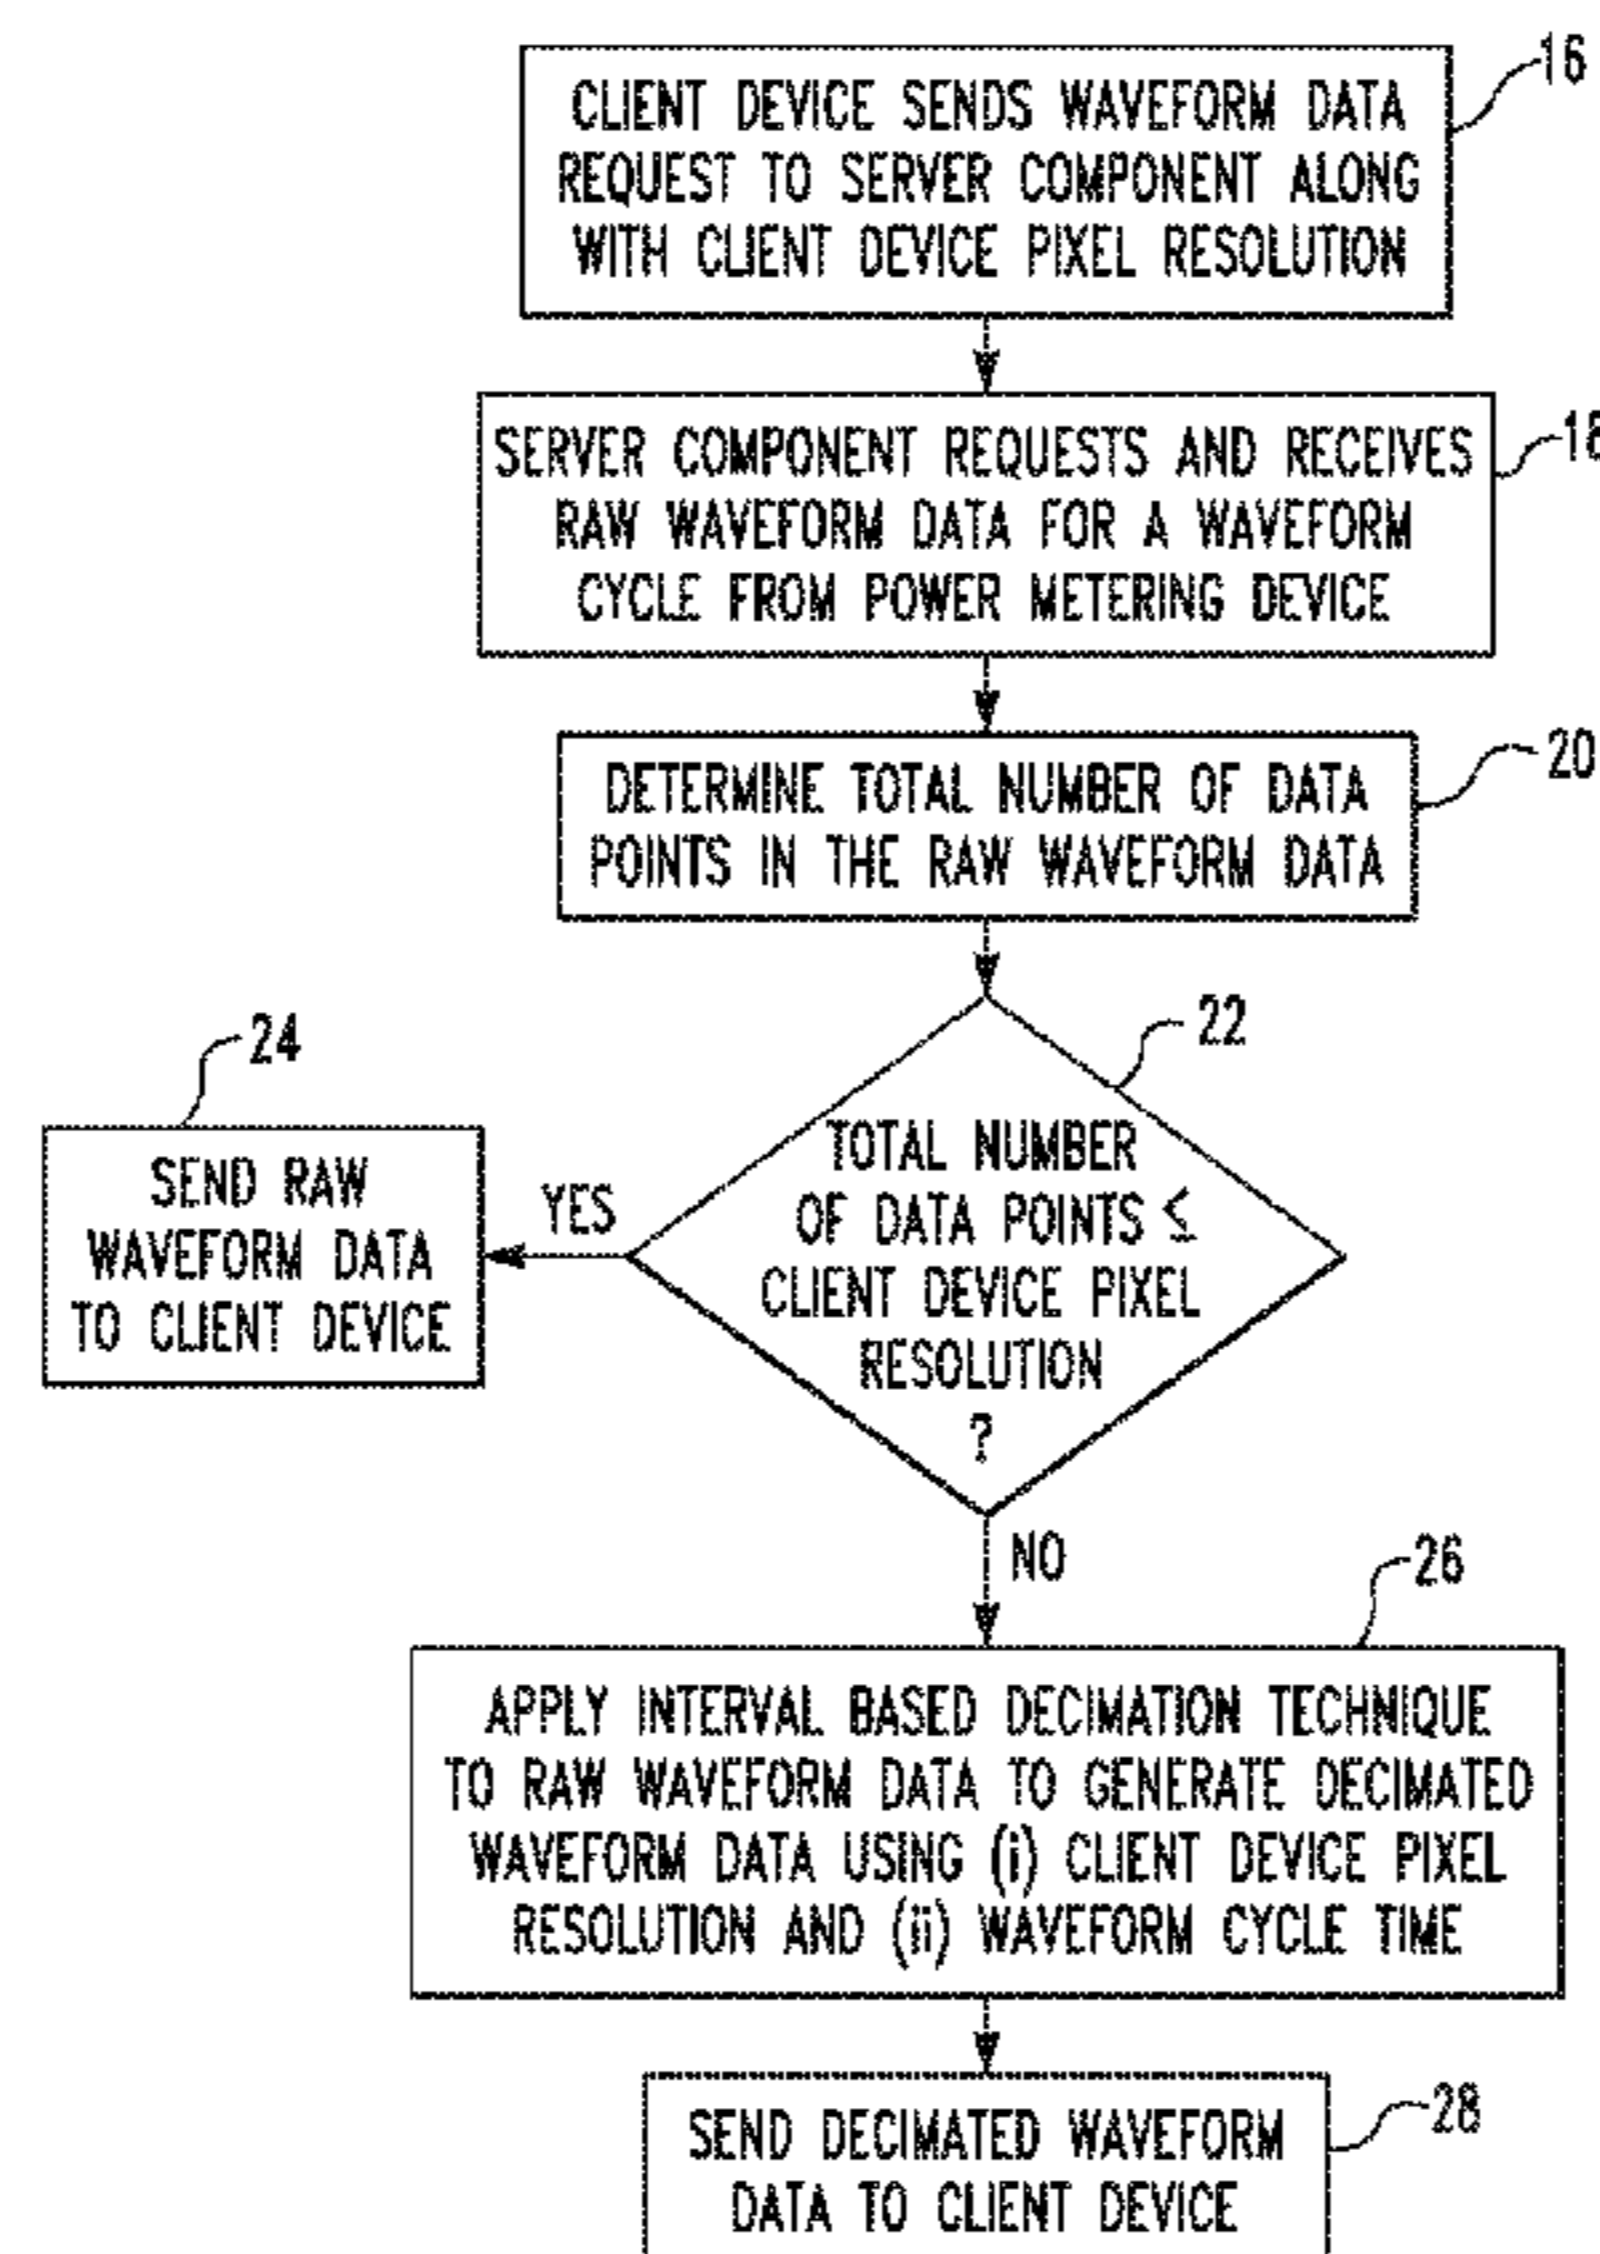 16
CLIENT DEVICE SENDS WAVEFORM DATA
REQUEST TO SERVER COMPONENT ALONG
WITH CLIENT DEVICE PIXEL RESOLUTION
18
SERVER COMPONENT REQUESTS AND RECEIVES
RAW WAVEFORM DATA FOR A WAVEFORM
CYCLE FROM POWER METERING DEVICE
20
DETERMINE TOTAL NUMBER OF DATA
POINTS IN THE RAW WAVEFORM DATA
22
TOTAL NUMBER
OF DATA POINTS ≤
CLIENT DEVICE PIXEL
RESOLUTION
?
24
YES
SEND RAW
WAVEFORM DATA
TO CLIENT DEVICE
NO
26
APPLY INTERVAL BASED DECIMATION TECHNIQUE
TO RAW WAVEFORM DATA TO GENERATE DECIMATED
WAVEFORM DATA USING (i) CLIENT DEVICE PIXEL
RESOLUTION AND (ii) WAVEFORM CYCLE TIME
28
SEND DECIMATED WAVEFORM
DATA TO CLIENT DEVICE